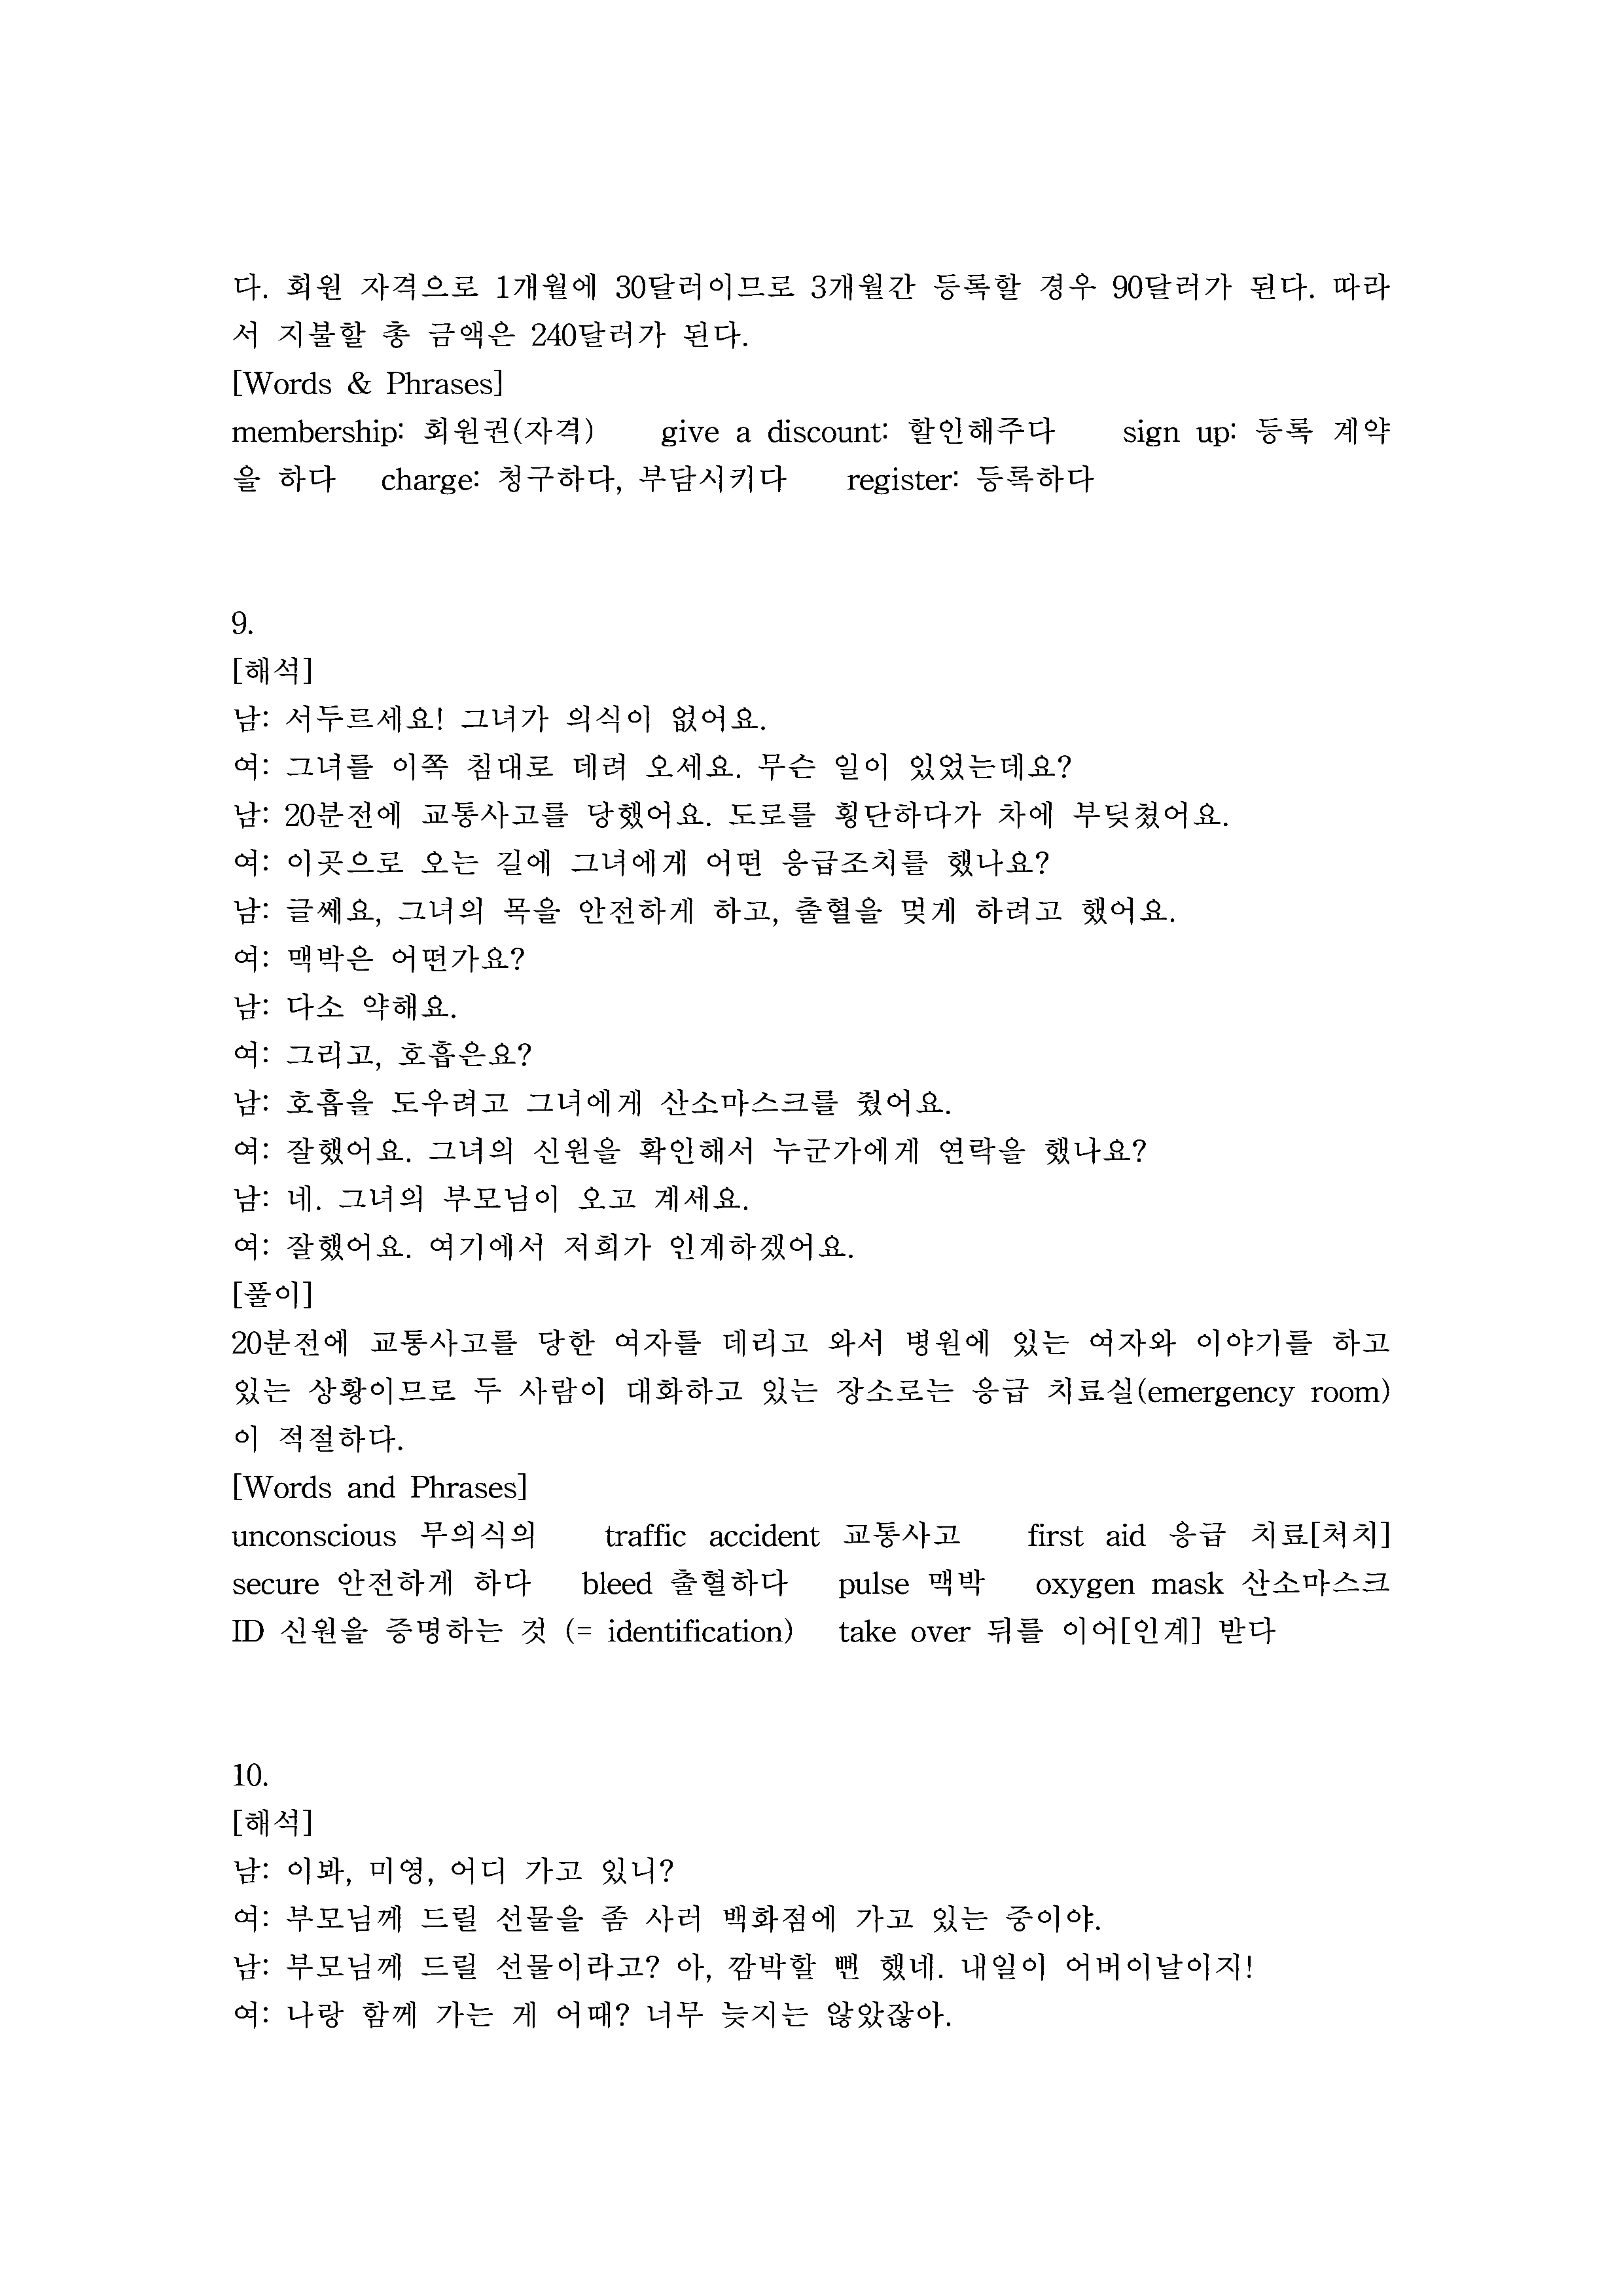 다. 회원 자격으로 1개월에 30달러이므로 3개월간 등록할 경우 90달러가 된다. 따라
서 지불할 총 금액은 240달러가 된다.
[Words & Phrases]
membership: 회원권(자격) give a discount: 할인해주다 sign up: 등록 계약
을 하다 charge: 청구하다, 부담시키다 register: 등록하다
9.
[해석]
남: 서두르세요! 그녀가 의식이 없어요.
여: 그녀를 이쪽 침대로 데려 오세요. 무슨 일이 있었는데요?
남: 20분전에 교통사고를 당했어요. 도로를 횡단하다가 차에 부딪쳤어요.
여: 이곳으로 오는 길에 그녀에게 어떤 응급조치를 했나요?
남: 글쎄요, 그녀의 목을 안전하게 하고, 출혈을 멎게 하려고 했어요.
여: 맥박은 어떤가요?
남: 다소 약해요.
여: 그리고, 호흡은요?
남: 호흡을 도우려고 그녀에게 산소마스크를 줬어요.
여: 잘했어요. 그녀의 신원을 확인해서 누군가에게 연락을 했나요?
남: 네. 그녀의 부모님이 오고 계세요.
여: 잘했어요. 여기에서 저희가 인계하겠어요.
[풀이]
20분전에 교통사고를 당한 여자를 데리고 와서 병원에 있는 여자와 이야기를 하고
있는 상황이므로 두 사람이 대화하고 있는 장소로는 응급 치료실(emergency room)
이 적절하다.
[Words and Phrases]
unconscious 무의식의 traffic accident 교통사고 first aid 응급 치료[처치]
secure 안전하게 하다 bleed 출혈하다 pulse 맥박 oxygen mask 산소마스크
ID 신원을 증명하는 것 (= identification) take over 뒤를 이어[인계] 받다
10.
[해석]
남: 이봐, 미영, 어디 가고 있니?
여: 부모님께 드릴 선물을 좀 사러 백화점에 가고 있는 중이야.
남: 부모님께 드릴 선물이라고? 아, 깜박할 뻔 했네. 내일이 어버이날이지!
여: 나랑 함께 가는 게 어때? 너무 늦지는 않았잖아.